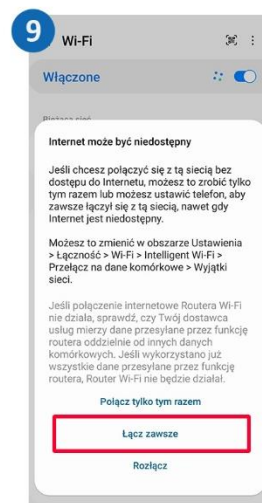 9
Wi-Fi
Włączone
Bieżąca sieć
Internet może być niedostępny
Jeśli chcesz połączyć się z tą siecią bez
dostępu do Internetu, możesz to zrobić tylko
tym razem lub możesz ustawić telefon, aby
zawsze łączył się z tą siecią, nawet gdy
Internet jest niedostępny.
Możesz to zmienić w obszarze Ustawienia
> Łączność > Wi-Fi > Intelligent Wi-Fi >
Przełącz na dane komórkowe > Wyjątki
sieci.
Jeśli połączenie internetowe Routera Wi-Fi
nie działa, sprawdź, czy Twój dostawca
usług mierzy dane przesyłane przez funkcję
routera oddzielnie od innych danych
komórkowych. Jeśli wykorzystano już
wszystkie dane przesyłane przez funkcję
routera, Router Wi-Fi nie będzie działał.
Połącz tylko tym razem
Łącz zawsze
Rozłącz